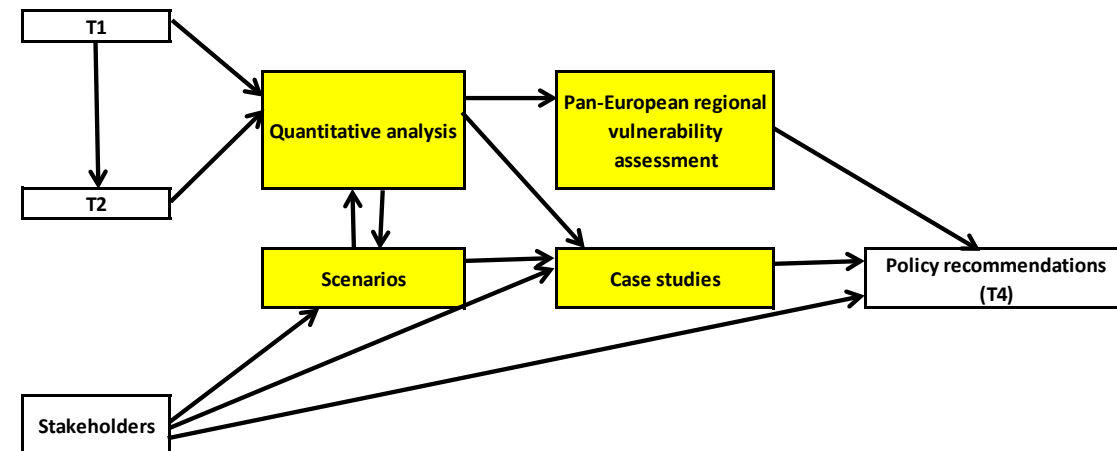 T1
Quantitative analysis
Pan-European regional
vulnerability
assessment
T2
Scenarios
Case studies
Policy recommendations
(T4)
Stakeholders